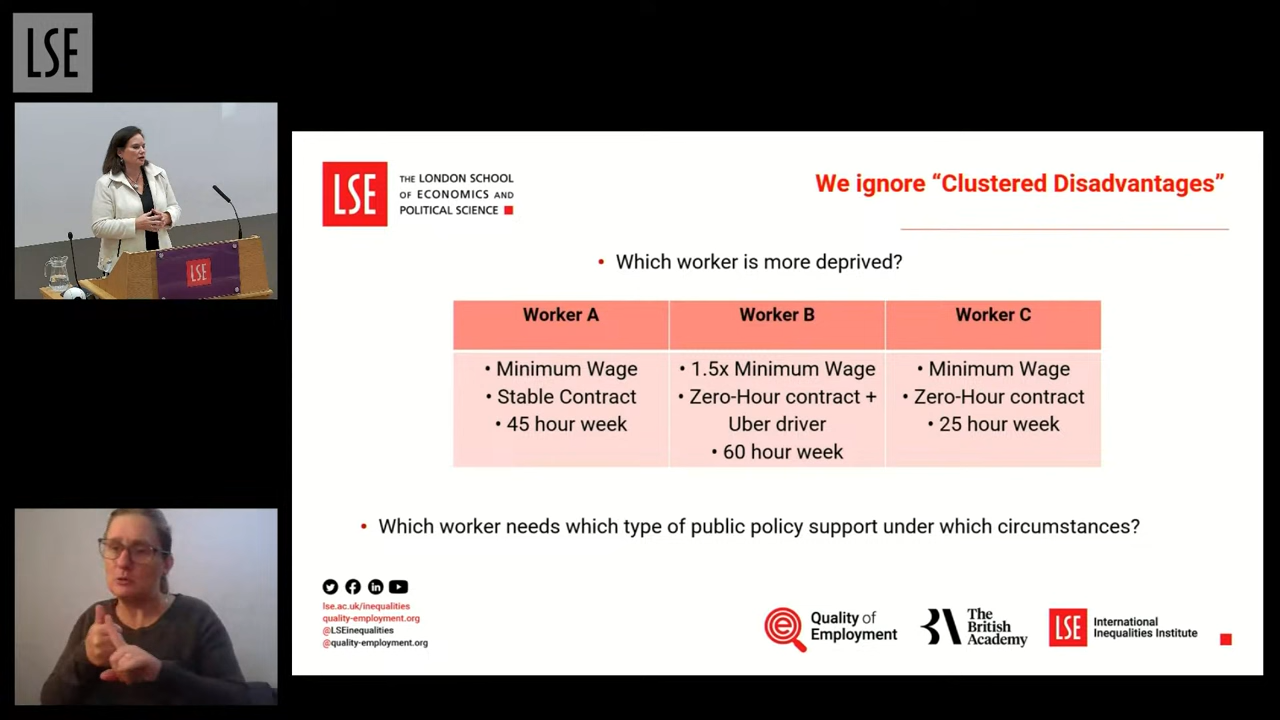 LSE
LSE
LSE
THE LONDON SCHOOL
OF ECONOMICS AND
POLITICAL SCIENCE
We ignore “Clustered Disadvantages”
• Which worker is more deprived?
Worker A
Worker B
Worker C
• Minimum Wage
• Stable Contract
• 45 hour week
• 1.5x Minimum Wage
• Zero-Hour contract +
Uber driver
• 60 hour week
• Minimum Wage
• Zero-Hour contract
• 25 hour week
• Which worker needs which type of public policy support under which circumstances?
lse.ac.uk/inequalities
quality-employment.org
@LSEinequalities
@quality-employment.org
Quality of
Employment
The
British
Academy
LSE
International
Inequalities Institute